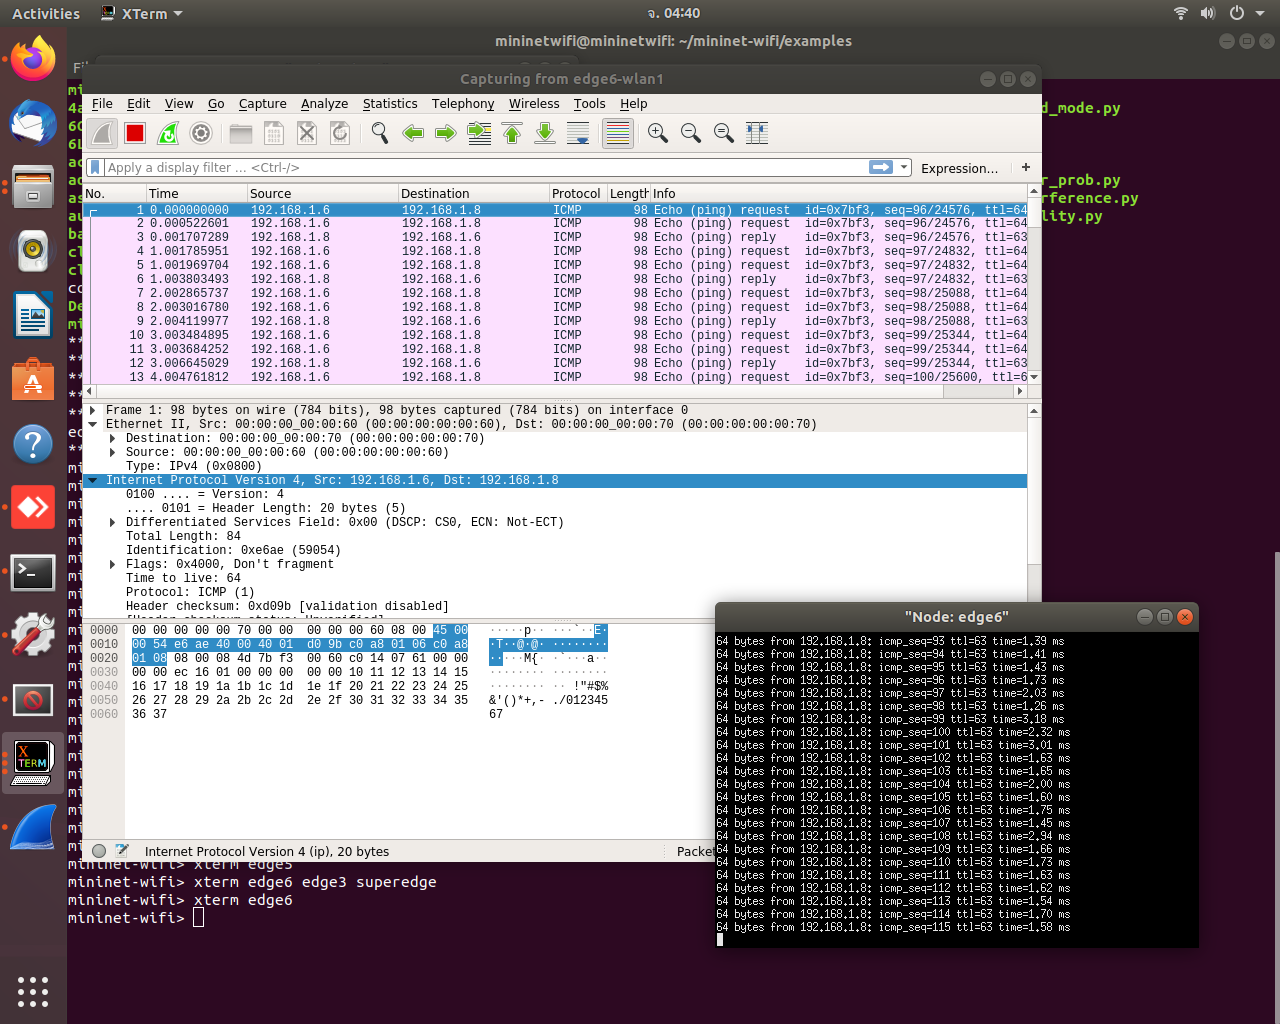 Activities
XTerm
จ. 04:40
mininetwifi@mininetwifi: ~/mininet-wifi/examples
Capturing from edge6-wlan1
File Edit View Go Capture Analyze Statistics Telephony Wireless Tools Help
Apply a display filter ... <Ctrl-/>
Expression... +
No. Time Source Destination Protocol Length Info
1 0.000000000 192.168.1.6 192.168.1.8 ICMP 98 Echo (ping) request id=0x7bf3, seq=96/24576, ttl=64
2 0.000522601 192.168.1.6 192.168.1.8 ICMP 98 Echo (ping) request id=0x7bf3, seq=96/24576, ttl=64
3 0.001707289 192.168.1.8 192.168.1.6 ICMP 98 Echo (ping) reply id=0x7bf3, seq=96/24576, ttl=63
4 1.001785951 192.168.1.6 192.168.1.8 ICMP 98 Echo (ping) request id=0x7bf3, seq=97/24832, ttl=64
5 1.001969704 192.168.1.6 192.168.1.8 ICMP 98 Echo (ping) request id=0x7bf3, seq=97/24832, ttl=64
6 1.003803493 192.168.1.8 192.168.1.6 ICMP 98 Echo (ping) reply id=0x7bf3, seq=97/24832, ttl=63
7 2.002865737 192.168.1.6 192.168.1.8 ICMP 98 Echo (ping) request id=0x7bf3, seq=98/25088, ttl=64
8 2.003016780 192.168.1.6 192.168.1.8 ICMP 98 Echo (ping) request id=0x7bf3, seq=98/25088, ttl=64
9 2.004119977 192.168.1.8 192.168.1.6 ICMP 98 Echo (ping) reply id=0x7bf3, seq=98/25088, ttl=63
10 3.003484895 192.168.1.6 192.168.1.8 ICMP 98 Echo (ping) request id=0x7bf3, seq=99/25344, ttl=64
11 3.003684252 192.168.1.6 192.168.1.8 ICMP 98 Echo (ping) request id=0x7bf3, seq=99/25344, ttl=64
12 3.006645029 192.168.1.8 192.168.1.6 ICMP 98 Echo (ping) reply id=0x7bf3, seq=99/25344, ttl=63
13 4.004761812 192.168.1.6 192.168.1.8 ICMP 98 Echo (ping) request id=0x7bf3, seq=100/25600, ttl=6
d_mode.py
r_prob.py
rference.py
lity.py
Frame 1: 98 bytes on wire (784 bits), 98 bytes captured (784 bits) on interface 0
Ethernet II, Src: 00:00:00_00:00:60 (00:00:00:00:00:60), Dst: 00:00:00_00:00:70 (00:00:00:00:00:70)
Destination: 00:00:00_00:00:70 (00:00:00:00:00:70)
Source: 00:00:00_00:00:60 (00:00:00:00:00:60)
Type: IPv4 (0x0800)
Internet Protocol Version 4, Src: 192.168.1.6, Dst: 192.168.1.8
0100 .... = Version: 4
.... 0101 = Header Length: 20 bytes (5)
Differentiated Services Field: 0x00 (DSCP: CS0, ECN: Not-ECT)
Total Length: 84
Identification: 0xe6ae (59054)
Flags: 0x4000, Don't fragment
Time to live: 64
Protocol: ICMP (1)
Header checksum: 0xd09b [validation disabled]
0000 00 00 00 00 00 70 00 00 00 00 00 60 08 00 45 00 ·····p·· ···`··E·
0010 00 54 e6 ae 40 00 40 01 d0 9b c0 a8 01 06 c0 a8 ·T··@·@· ········
0020 01 08 08 00 08 4d 7b f3 00 60 c0 14 07 61 00 00 ·····M{· ·`···a··
0030 00 00 ec 16 01 00 00 00 00 00 10 11 12 13 14 15 ········ ········
0040 16 17 18 19 1a 1b 1c 1d 1e 1f 20 21 22 23 24 25 ········ ·· !"#$%
0050 26 27 28 29 2a 2b 2c 2d 2e 2f 30 31 32 33 34 35 &'()*+,- ./012345
0060 36 37 67
Internet Protocol Version 4 (ip), 20 bytes
Packet
"Node: edge6"
64 bytes from 192.168.1.8: icmp_seq=93 ttl=63 time=1.39 ms
64 bytes from 192.168.1.8: icmp_seq=94 ttl=63 time=1.41 ms
64 bytes from 192.168.1.8: icmp_seq=95 ttl=63 time=1.43 ms
64 bytes from 192.168.1.8: icmp_seq=96 ttl=63 time=1.73 ms
64 bytes from 192.168.1.8: icmp_seq=97 ttl=63 time=2.03 ms
64 bytes from 192.168.1.8: icmp_seq=98 ttl=63 time=1.26 ms
64 bytes from 192.168.1.8: icmp_seq=99 ttl=63 time=3.18 ms
64 bytes from 192.168.1.8: icmp_seq=100 ttl=63 time=2.32 ms
64 bytes from 192.168.1.8: icmp_seq=101 ttl=63 time=3.01 ms
64 bytes from 192.168.1.8: icmp_seq=102 ttl=63 time=1.63 ms
64 bytes from 192.168.1.8: icmp_seq=103 ttl=63 time=1.65 ms
64 bytes from 192.168.1.8: icmp_seq=104 ttl=63 time=2.00 ms
64 bytes from 192.168.1.8: icmp_seq=105 ttl=63 time=1.60 ms
64 bytes from 192.168.1.8: icmp_seq=106 ttl=63 time=1.75 ms
64 bytes from 192.168.1.8: icmp_seq=107 ttl=63 time=1.45 ms
64 bytes from 192.168.1.8: icmp_seq=108 ttl=63 time=2.94 ms
64 bytes from 192.168.1.8: icmp_seq=109 ttl=63 time=1.66 ms
64 bytes from 192.168.1.8: icmp_seq=110 ttl=63 time=1.73 ms
64 bytes from 192.168.1.8: icmp_seq=111 ttl=63 time=1.63 ms
64 bytes from 192.168.1.8: icmp_seq=112 ttl=63 time=1.62 ms
64 bytes from 192.168.1.8: icmp_seq=113 ttl=63 time=1.54 ms
64 bytes from 192.168.1.8: icmp_seq=114 ttl=63 time=1.70 ms
64 bytes from 192.168.1.8: icmp_seq=115 ttl=63 time=1.58 ms
mininet-wifi> xterm edge5
mininet-wifi> xterm edge6 edge3 superedge
mininet-wifi> xterm edge6
mininet-wifi>
X TERM